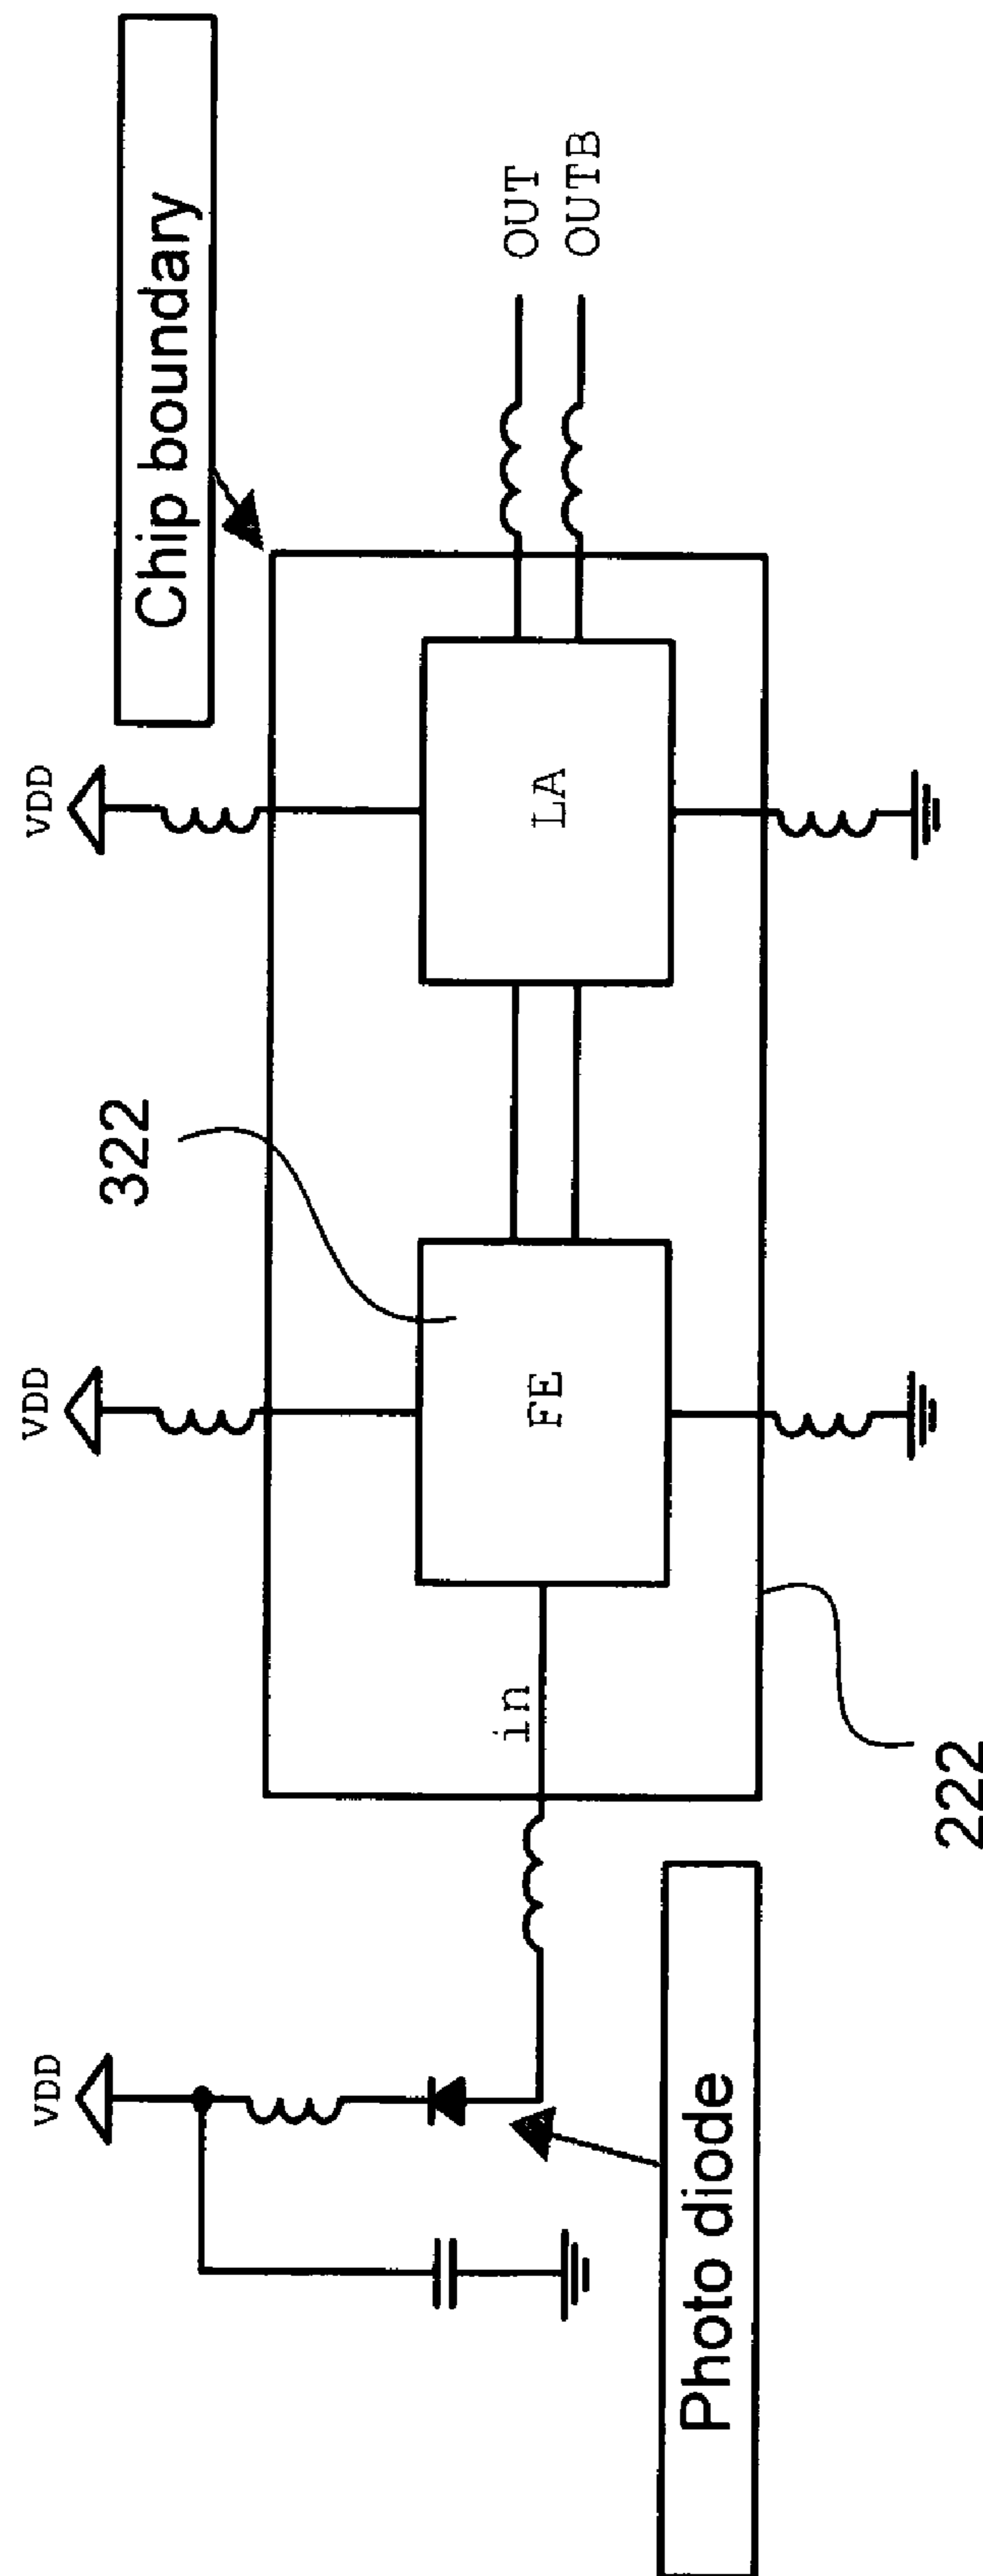 Chip boundary
VDD
VDD
VDD
322
in
FE
LA
OUT
OUTB
Photo diode
222